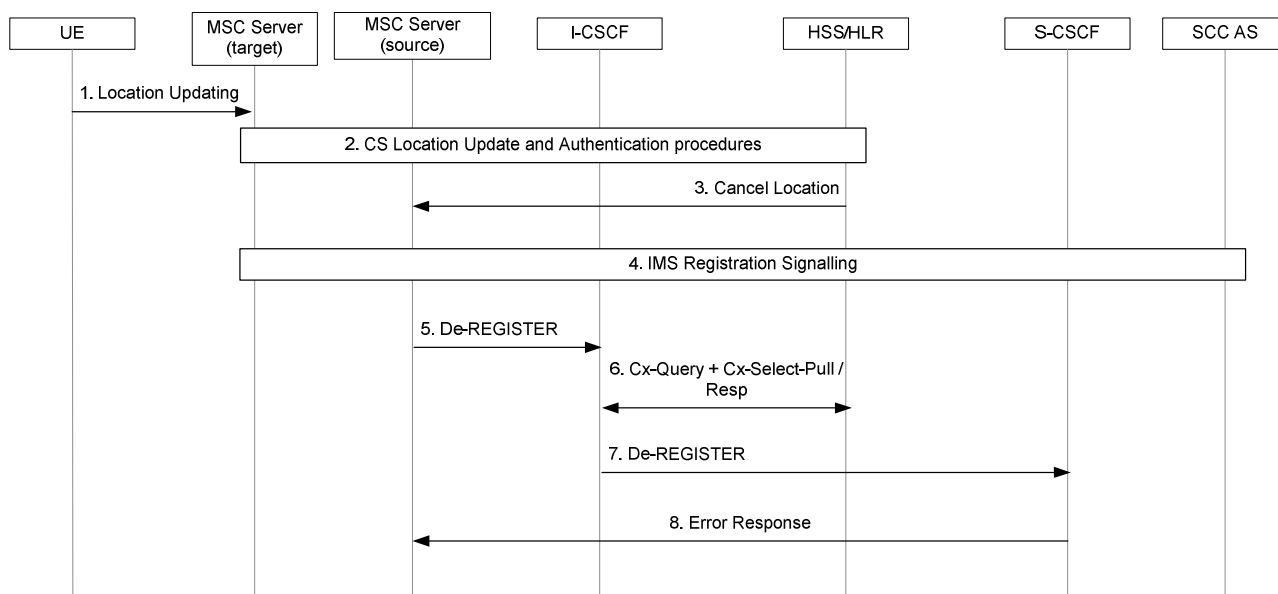 UE
MSC Server
(target)
MSC Server
(source)
I-CSCF
HSS/HLR
S-CSCF
SCC AS
1. Location Updating
2. CS Location Update and Authentication procedures
3. Cancel Location
4. IMS Registration Signalling
5. De-REGISTER
6. Cx-Query + Cx-Select-Pull /
Resp
7. De-REGISTER
8. Error Response